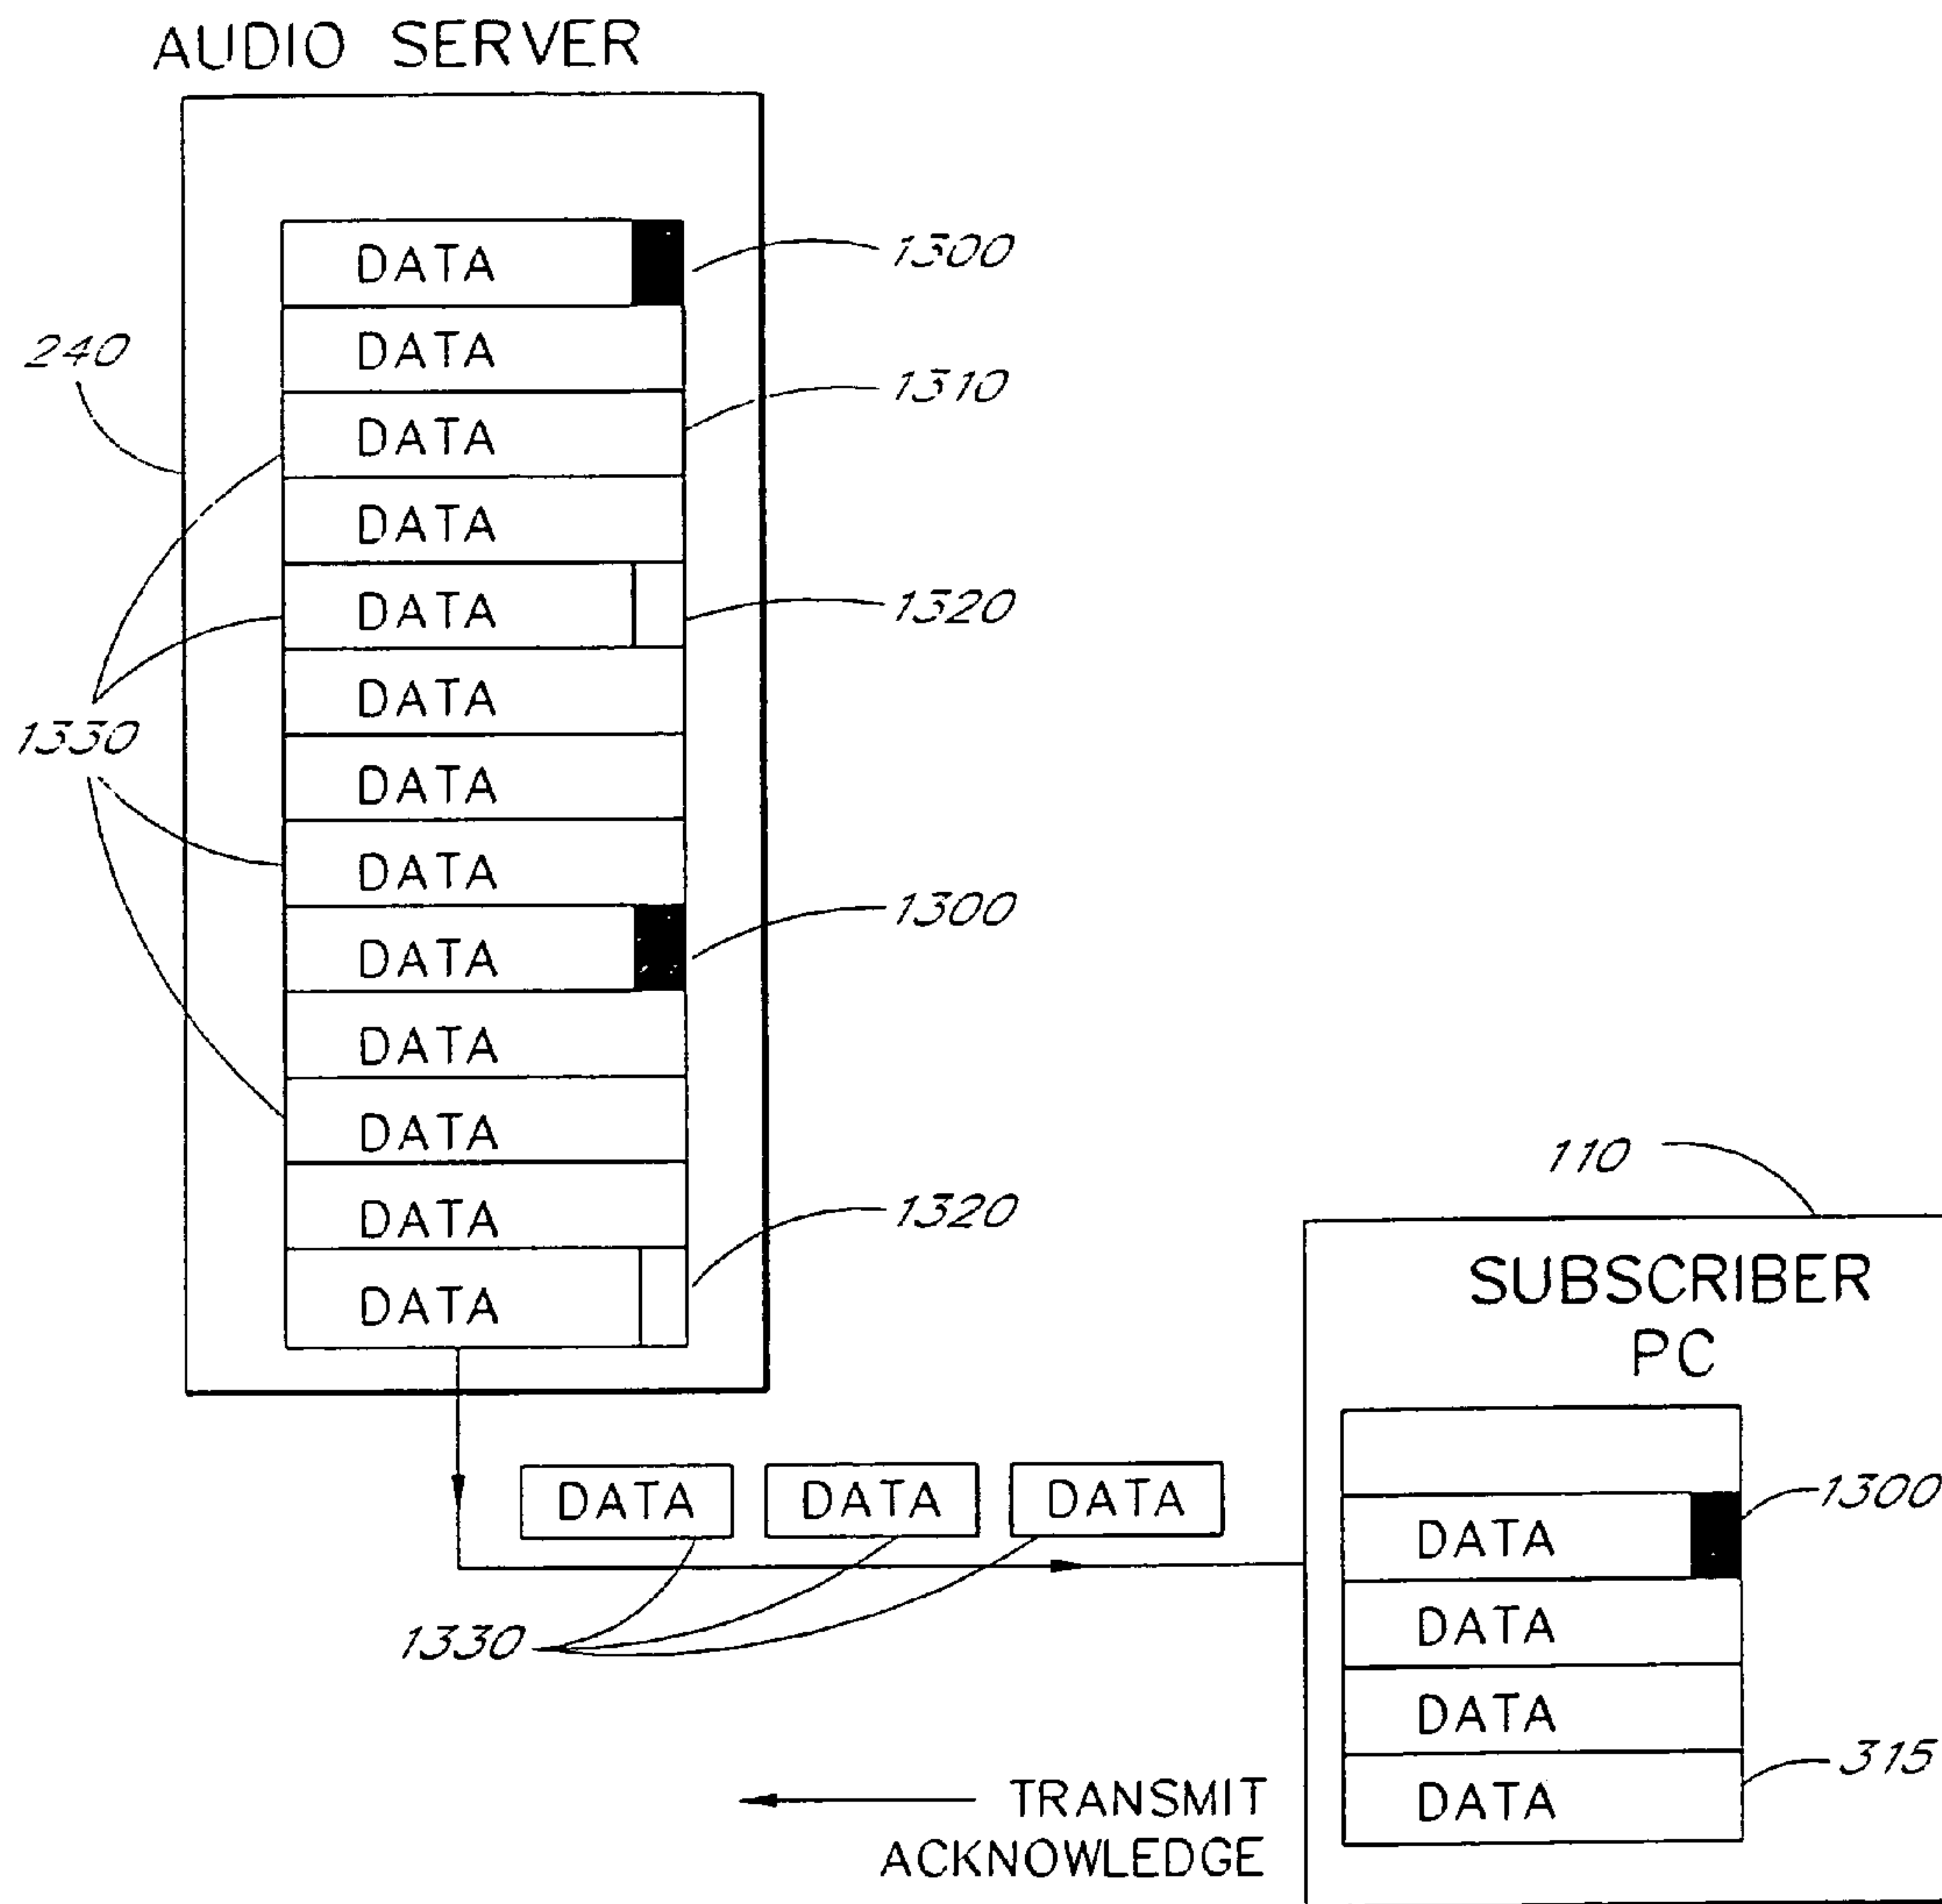 AUDIO SERVER
DATA
1300
DATA
240
DATA
1310
DATA
DATA
1320
DATA
1330
DATA
DATA
DATA
1300
DATA
DATA
DATA
1320
DATA
110
SUBSCRIBER
PC
DATA DATA DATA
1330
DATA
1300
DATA
DATA
DATA
315
TRANSMIT
ACKNOWLEDGE